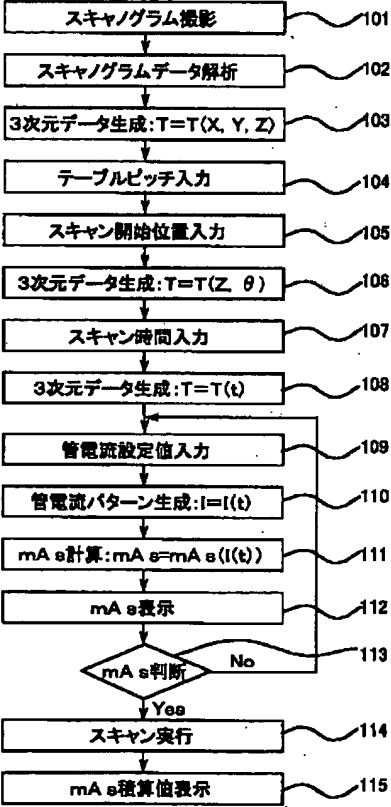 スキャノグラム撮影
101
スキャノグラムデータ解析
102
3次元データ生成:T=T(X, Y, Z)
103
テーブルピッチ入力
104
スキャン開始位置入力
105
3次元データ生成:T=T(Z, θ)
106
スキャン時間入力
107
3次元データ生成:T=T(t)
108
管電流設定値入力
109
管電流パターン生成:I=I(t)
110
mAs計算:mAs=mAs(I(t))
111
mAs表示
112
mAs判断
113
No
Yes
スキャン実行
114
mAs積算値表示
115